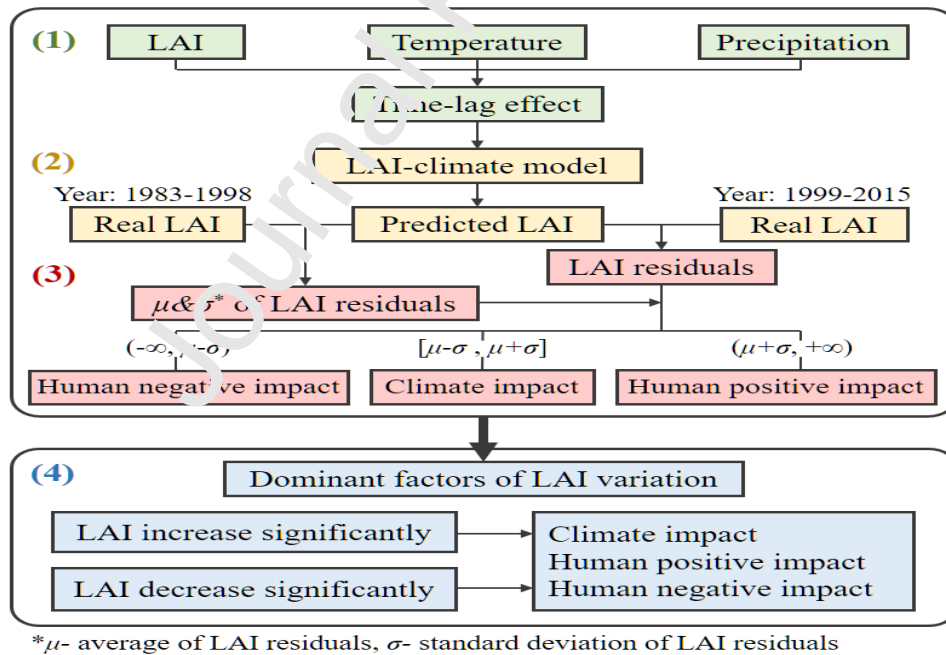 Journal
(1)
LAI
Temperature
Precipitation
Time-lag effect
(2)
LAI-climate model
Year: 1983-1998
Year: 1999-2015
Real LAI
Predicted LAI
Real LAI
(3)
LAI residuals
μ&σ* of LAI residuals
(-∞, μ-σ)
[μ-σ , μ+σ]
(μ+σ, +∞)
Human negative impact
Climate impact
Human positive impact
(4)
Dominant factors of LAI variation
LAI increase significantly
Climate impact
Human positive impact
LAI decrease significantly
Human negative impact
*μ- average of LAI residuals, σ- standard deviation of LAI residuals